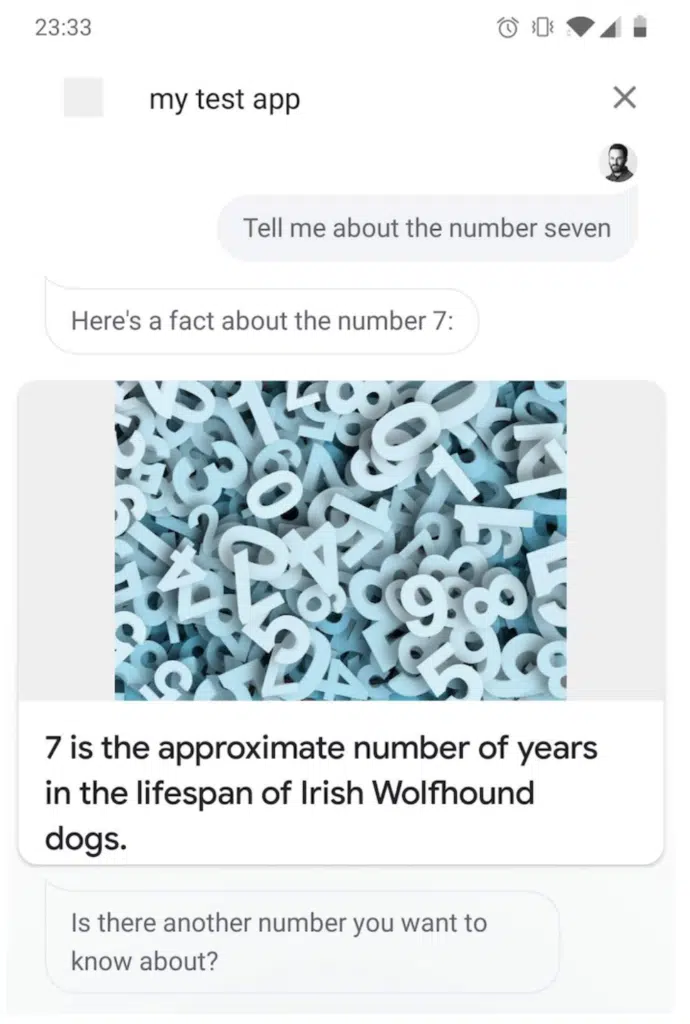 23:33
my test app
Tell me about the number seven
Here's a fact about the number 7:
7 is the approximate number of years
in the lifespan of Irish Wolfhound
dogs.
Is there another number you want to
know about?